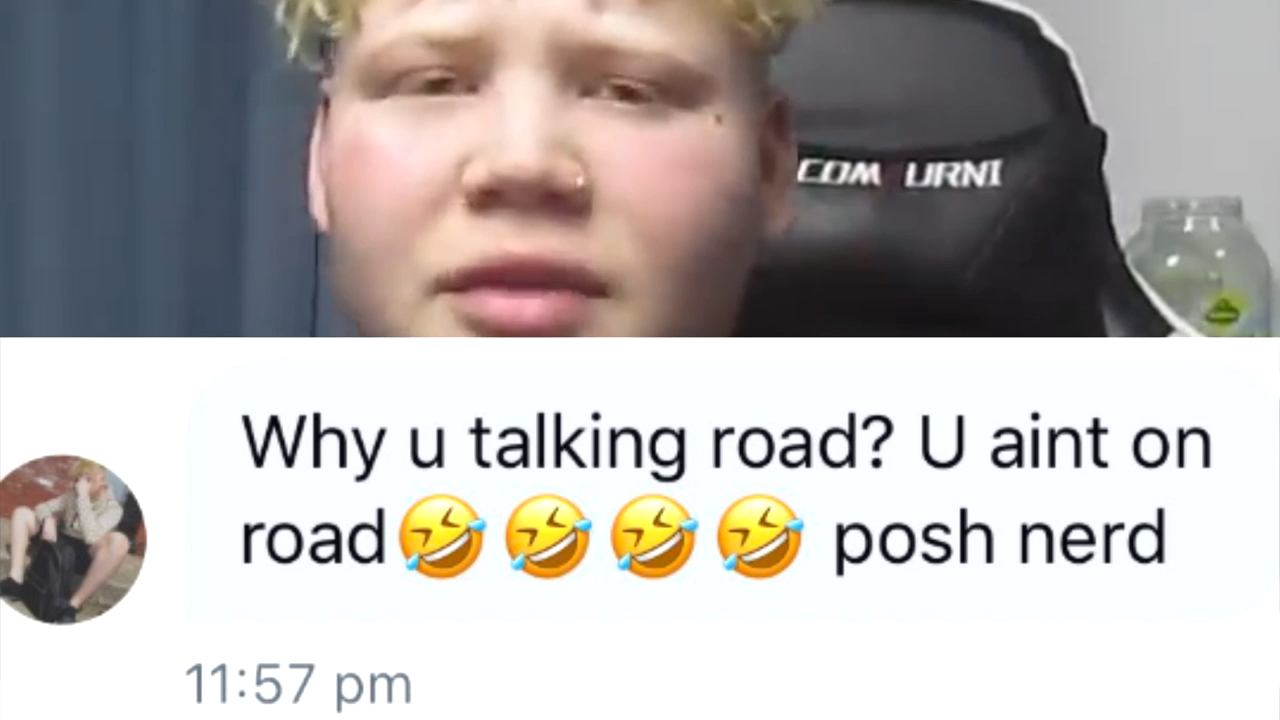 COM URNI
Why u talking road? U aint on
road🤣🤣🤣🤣 posh nerd
11:57 pm